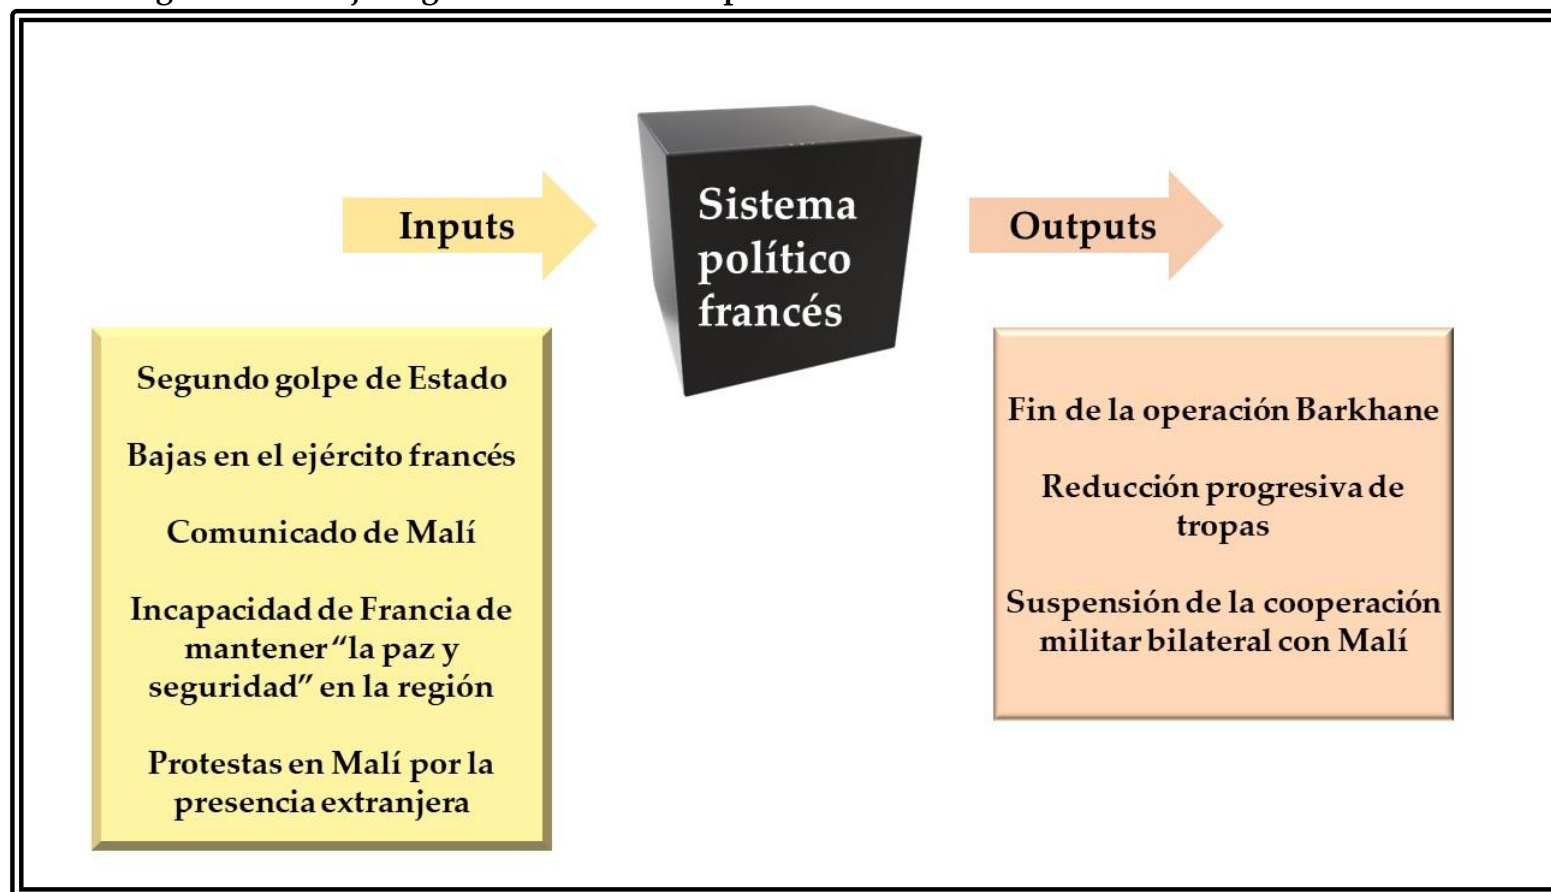 Inputs
Sistema
político
francés
Outputs
Segundo golpe de Estado
Bajas en el ejército francés
Comunicado de Malí
Incapacidad de Francia de
mantener “la paz y
seguridad” en la región
Protestas en Malí por la
presencia extranjera
Fin de la operación Barkhane
Reducción progresiva de
tropas
Suspensión de la cooperación
militar bilateral con Malí